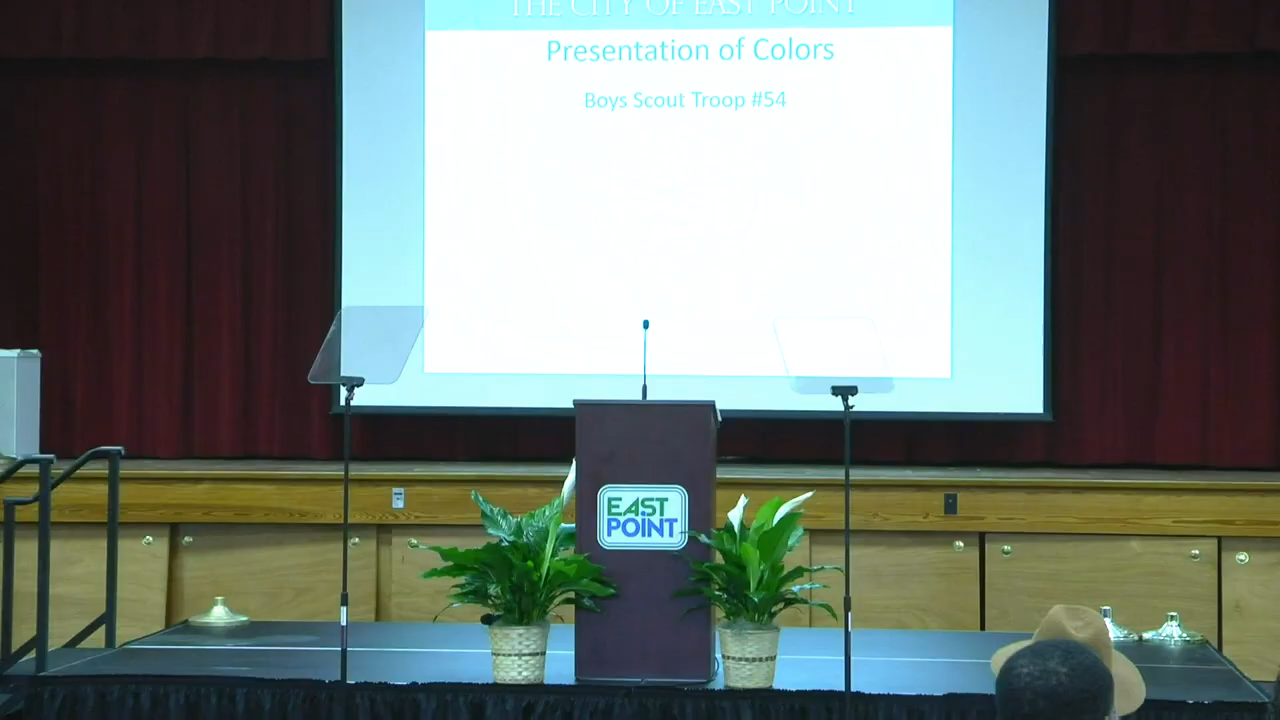 THE CITY OF EAST POINT
Presentation of Colors
Boys Scout Troop #54
EAST
POINT